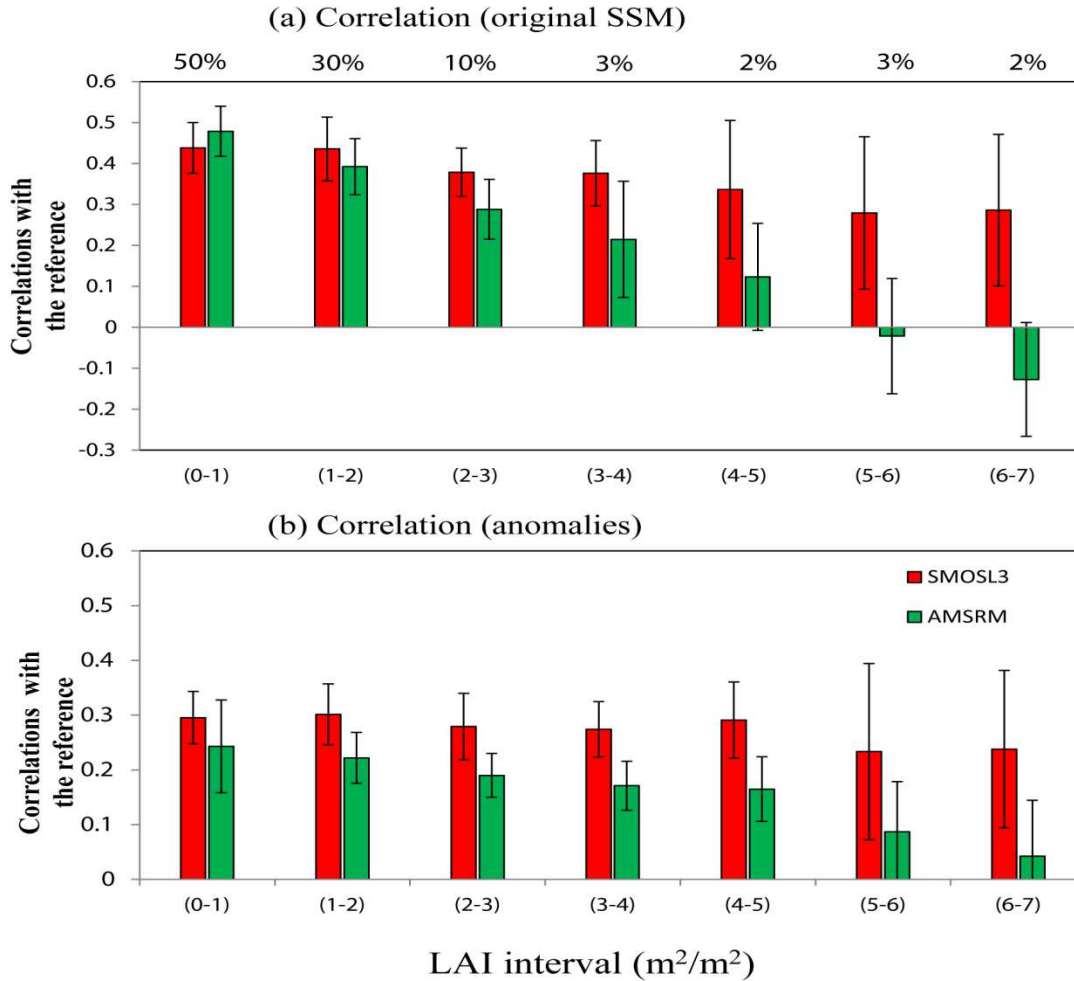 (a) Correlation (original SSM)
50% 30% 10% 3% 2% 3% 2%
0.6
0.5
0.4
0.3
0.2
0.1
0
-0.1
-0.2
-0.3
Correlations with
the reference
(0-1) (1-2) (2-3) (3-4) (4-5) (5-6) (6-7)
(b) Correlation (anomalies)
0.6
0.5
0.4
0.3
0.2
0.1
0
Correlations with
the reference
SMOSL3
AMSRM
(0-1) (1-2) (2-3) (3-4) (4-5) (5-6) (6-7)
LAI interval (m²/m²)